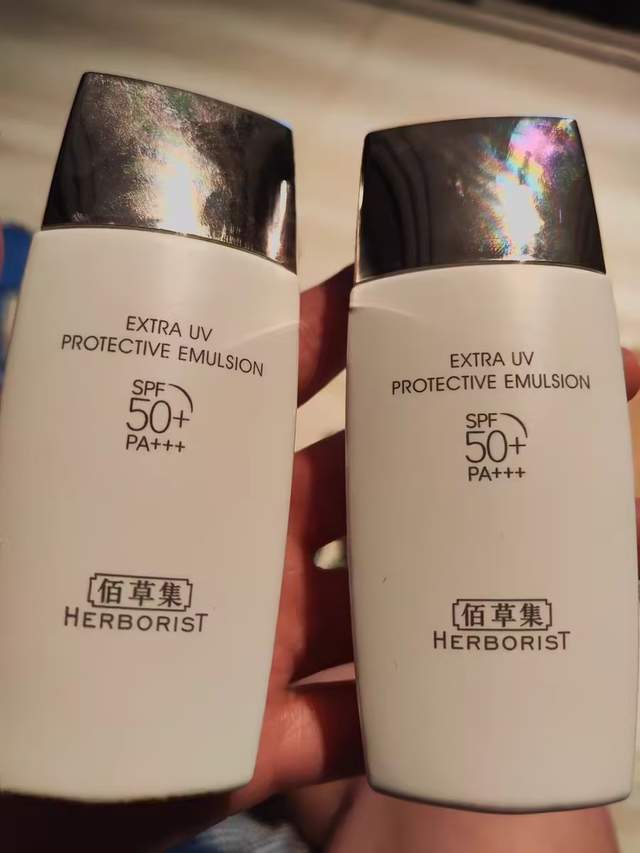 EXTRA UV
PROTECTIVE EMULSION
SPF
50+
PA+++
佰草集
HERBORIST
EXTRA UV
PROTECTIVE EMULSION
SPF
50+
PA+++
佰草集
HERBORIST